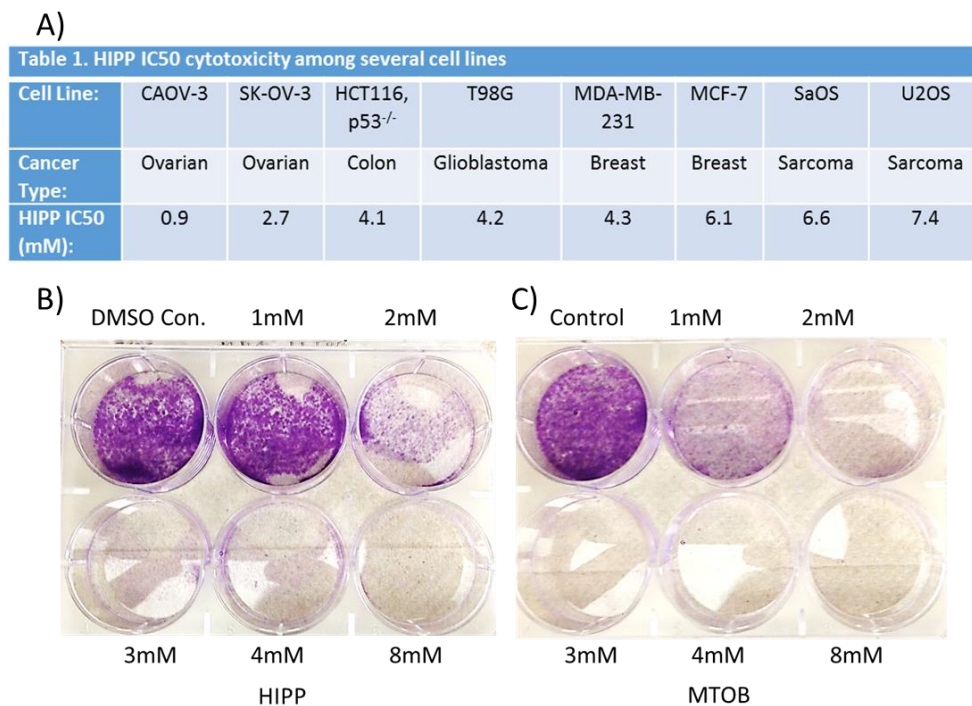 A)
Table 1. HIPP IC50 cytotoxicity among several cell lines
Cell Line: CAOV-3 SK-OV-3 HCT116, p53-/- T98G MDA-MB-231 MCF-7 SaOS U2OS
Cancer Type: Ovarian Ovarian Colon Glioblastoma Breast Breast Sarcoma Sarcoma
HIPP IC50 (mM): 0.9 2.7 4.1 4.2 4.3 6.1 6.6 7.4
B)
DMSO Con. 1mM 2mM
3mM 4mM 8mM
HIPP
C)
Control 1mM 2mM
3mM 4mM 8mM
MTOB